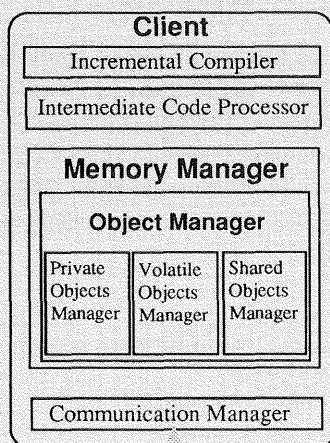 Client
Incremental Compiler
Intermediate Code Processor
Memory Manager
Object Manager
Private
Objects
Manager
Volatile
Objects
Manager
Shared
Objects
Manager
Communication Manager